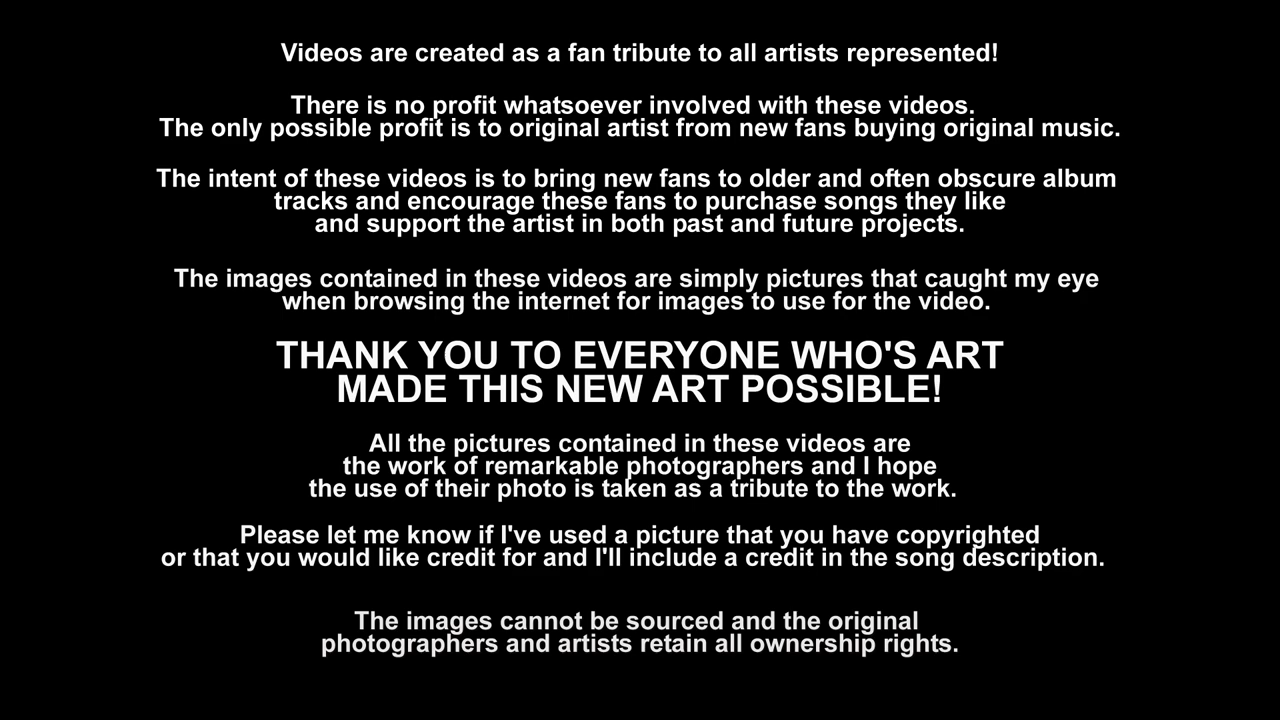 Videos are created as a fan tribute to all artists represented!
There is no profit whatsoever involved with these videos.
The only possible profit is to original artist from new fans buying original music.
The intent of these videos is to bring new fans to older and often obscure album
tracks and encourage these fans to purchase songs they like
and support the artist in both past and future projects.
The images contained in these videos are simply pictures that caught my eye
when browsing the internet for images to use for the video.
THANK YOU TO EVERYONE WHO'S ART
MADE THIS NEW ART POSSIBLE!
All the pictures contained in these videos are
the work of remarkable photographers and I hope
the use of their photo is taken as a tribute to the work.
Please let me know if I've used a picture that you have copyrighted
or that you would like credit for and I'll include a credit in the song description.
The images cannot be sourced and the original
photographers and artists retain all ownership rights.